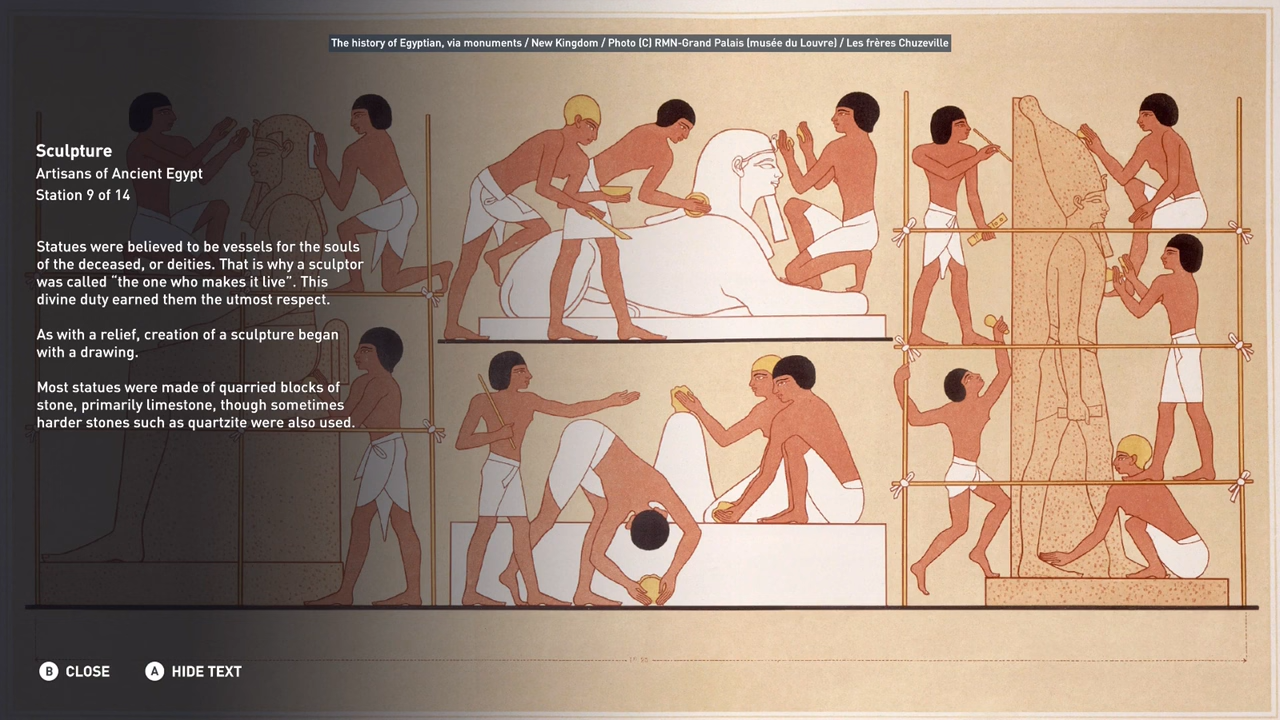 The history of Egyptian, via monuments / New Kingdom / Photo (C) RMN-Grand Palais (musée du Louvre) / Les frères Chuzeville
Sculpture
Artisans of Ancient Egypt
Station 9 of 14
Statues were believed to be vessels for the souls
of the deceased, or deities. That is why a sculptor
was called “the one who makes it live”. This
divine duty earned them the utmost respect.
As with a relief, creation of a sculpture began
with a drawing.
Most statues were made of quarried blocks of
stone, primarily limestone, though sometimes
harder stones such as quartzite were also used.
B CLOSE A HIDE TEXT